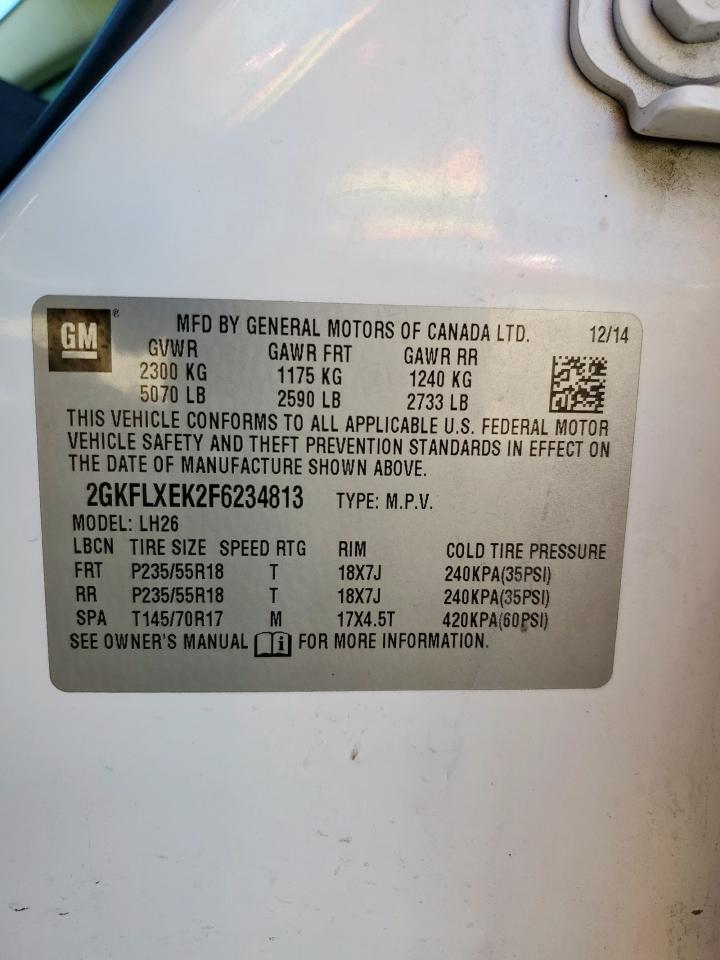 GM ®
MFD BY GENERAL MOTORS OF CANADA LTD. 12/14
GVWR GAWR FRT GAWR RR
2300 KG 1175 KG 1240 KG
5070 LB 2590 LB 2733 LB
THIS VEHICLE CONFORMS TO ALL APPLICABLE U.S. FEDERAL MOTOR
VEHICLE SAFETY AND THEFT PREVENTION STANDARDS IN EFFECT ON
THE DATE OF MANUFACTURE SHOWN ABOVE.
2GKFLXEK2F6234813 TYPE: M.P.V.
MODEL: LH26
LBCN TIRE SIZE SPEED RTG RIM COLD TIRE PRESSURE
FRT P235/55R18 T 18X7J 240KPA(35PSI)
RR P235/55R18 T 18X7J 240KPA(35PSI)
SPA T145/70R17 M 17X4.5T 420KPA(60PSI)
SEE OWNER'S MANUAL i FOR MORE INFORMATION.